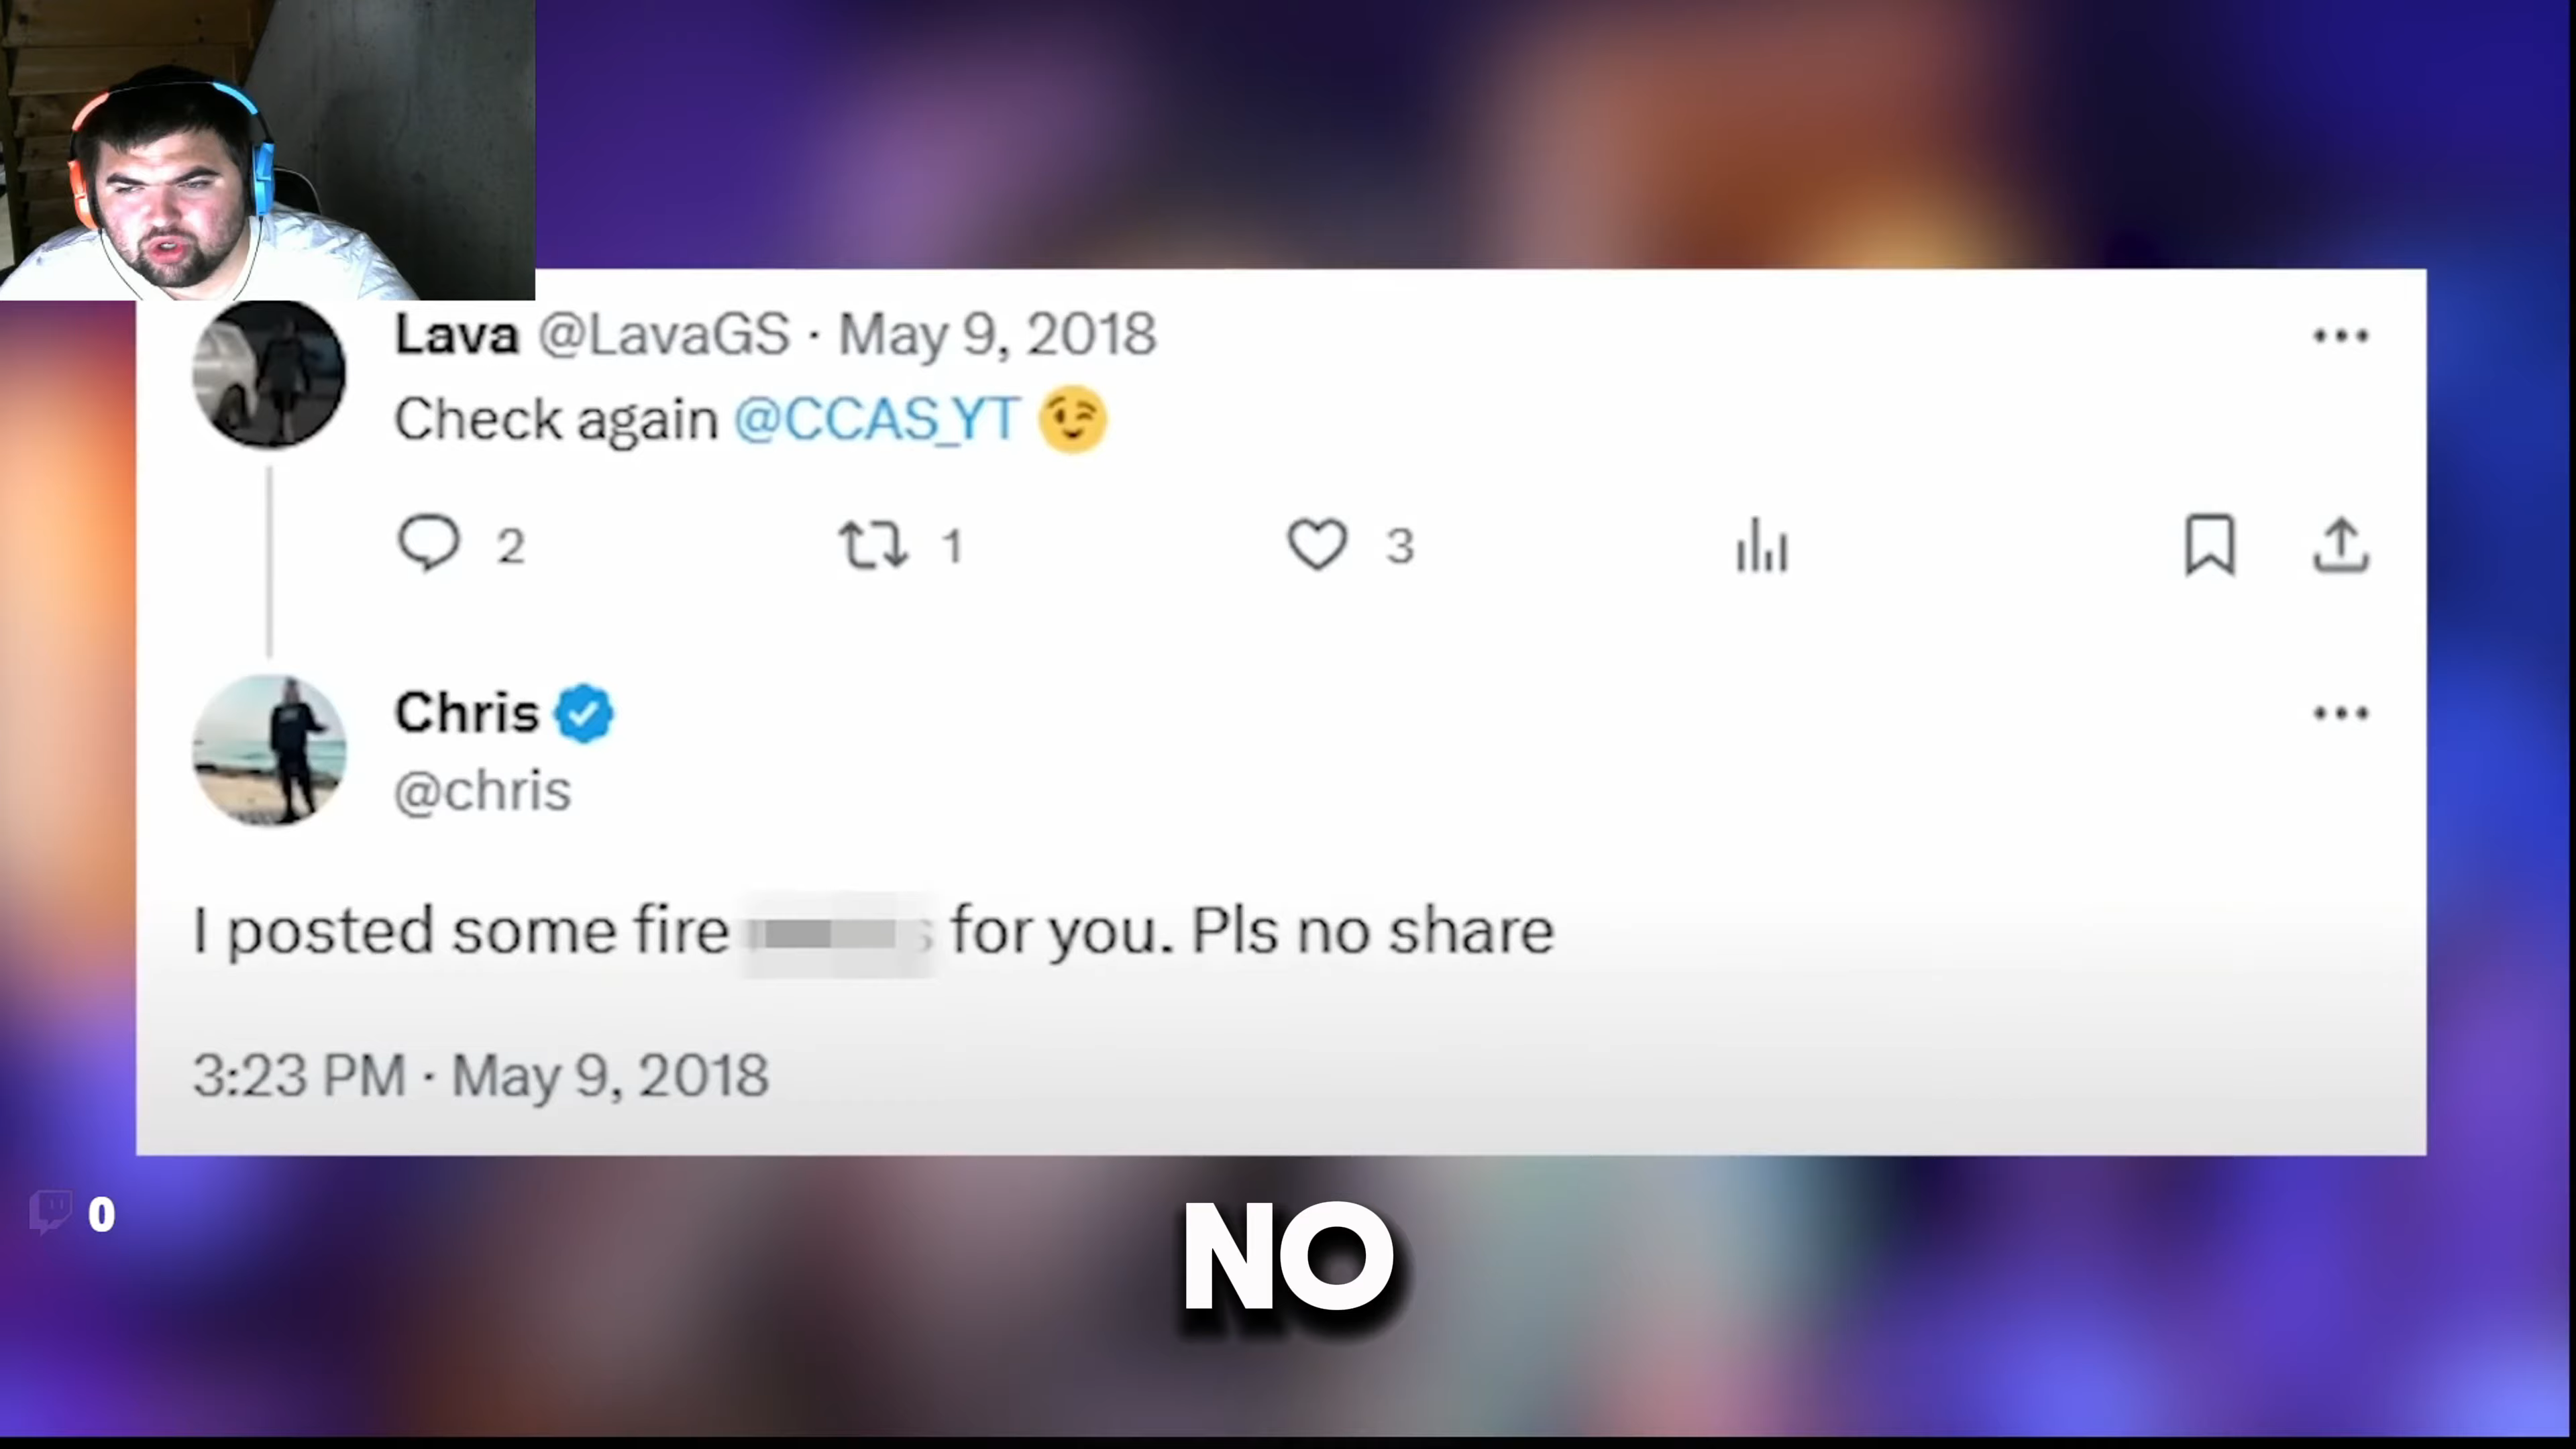 Lava @LavaGS · May 9, 2018
Check again @CCAS_YT 😉
2 1 3
Chris
@chris
I posted some fire for you. Pls no share
3:23 PM · May 9, 2018
0
NO